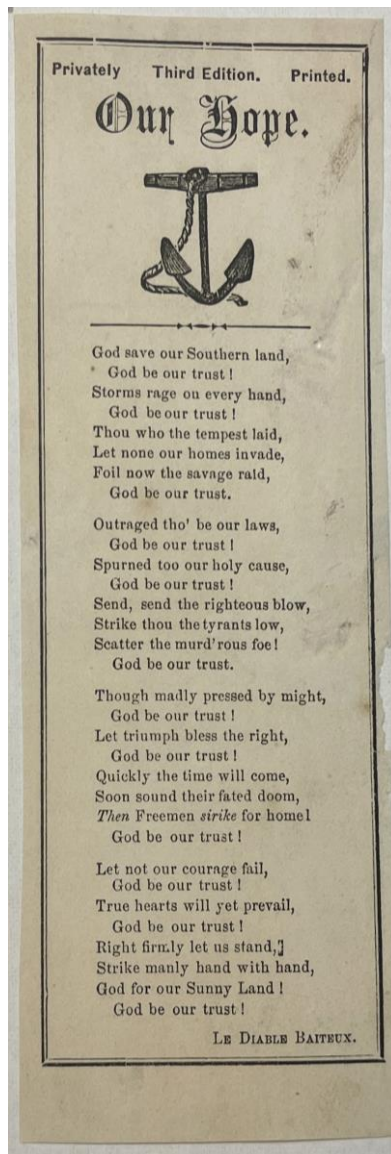 Privately Third Edition. Printed.
Our Hope.
God save our Southern land,
God be our trust!
Storms rage on every hand,
God be our trust!
Thou who the tempest laid,
Let none our homes invade,
Foil now the savage raid,
God be our trust.
Outraged tho' be our laws,
God be our trust!
Spurned too our holy cause,
God be our trust!
Send, send the righteous blow,
Strike thou the tyrants low,
Scatter the murd'rous foe!
God be our trust.
Though madly pressed by might,
God be our trust!
Let triumph bless the right,
God be our trust!
Quickly the time will come,
Soon sound their fated doom,
Then Freemen sirike for home!
God be our trust!
Let not our courage fail,
God be our trust!
True hearts will yet prevail,
God be our trust!
Right firmly let us stand,]
Strike manly hand with hand,
God for our Sunny Land!
God be our trust!
LE DIABLE BAITEUX.